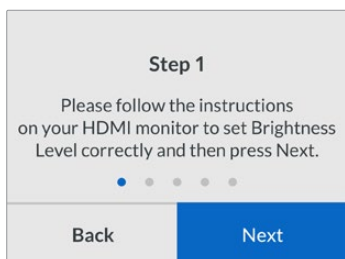 Step 1
Please follow the instructions
on your HDMI monitor to set Brightness
Level correctly and then press Next.
Back
Next